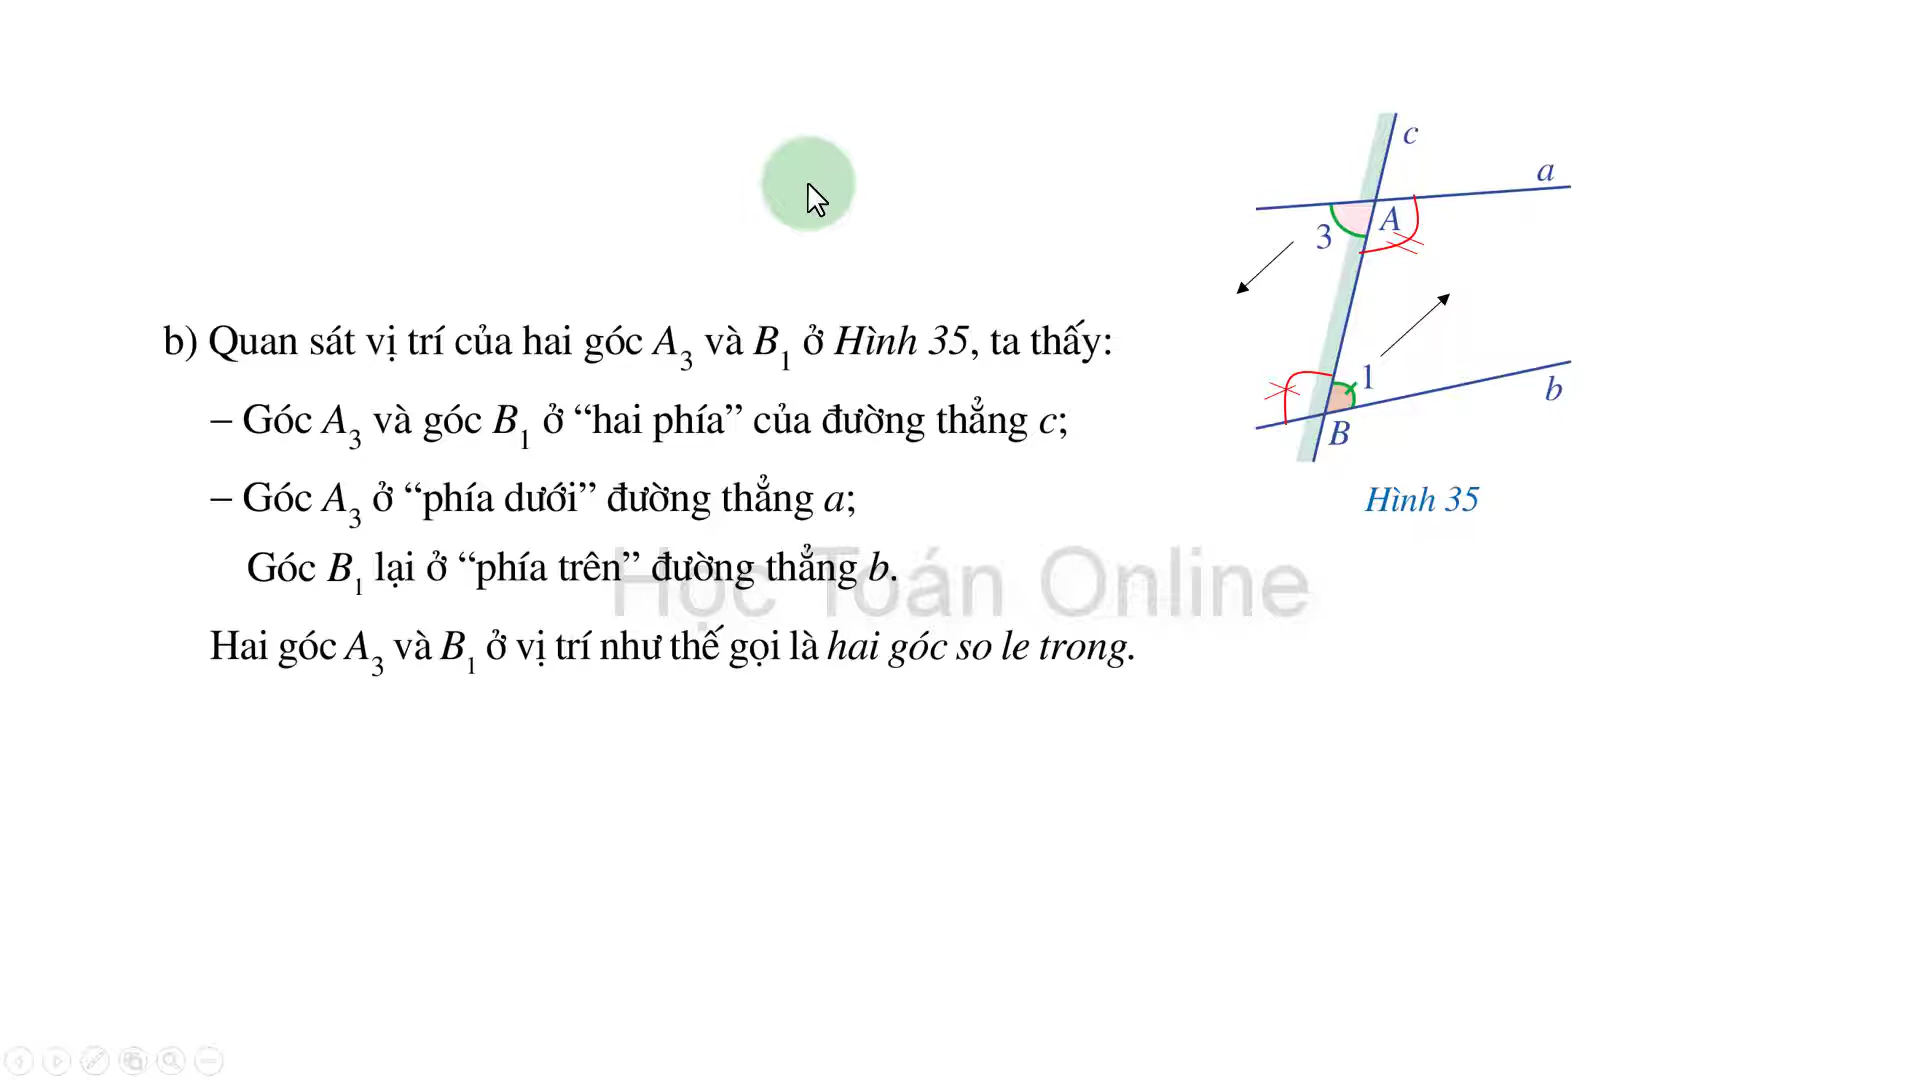 c
a
A
3
1
b
B
Hình 35
b) Quan sát vị trí của hai góc A3 và B1 ở Hình 35, ta thấy:
– Góc A3 và góc B1 ở “hai phía” của đường thẳng c;
– Góc A3 ở “phía dưới” đường thẳng a;
Góc B1 lại ở “phía trên” đường thẳng b.
Học Toán Online
Hai góc A3 và B1 ở vị trí như thế gọi là hai góc so le trong.